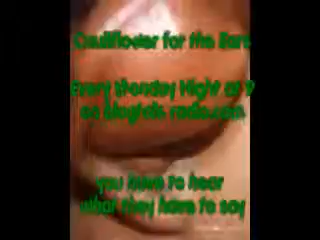 Cauliflower for the Ears
Every Monday Night at 9
on blogtalk radio.com
you have to hear
what they have to say